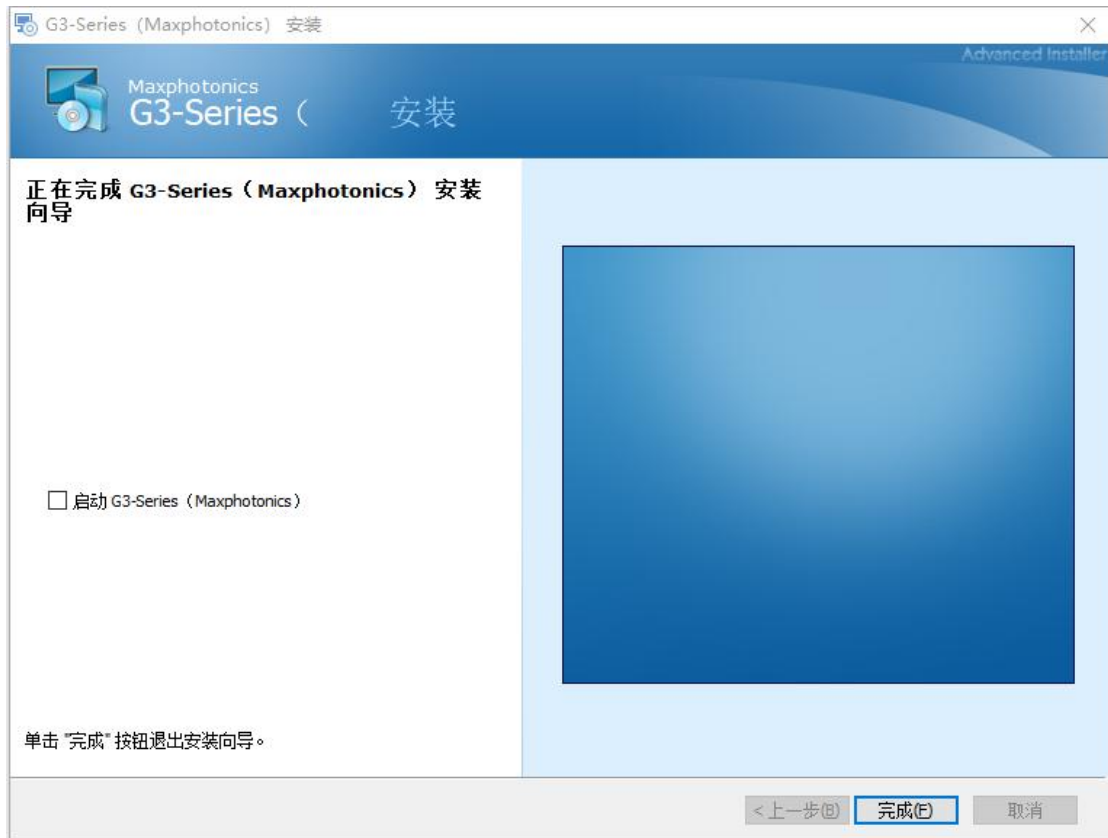 G3-Series（Maxphotonics） 安装
Advanced Installer
Maxphotonics
G3-Series（ 安装
正在完成 G3-Series（Maxphotonics） 安装
向导
启动 G3-Series（Maxphotonics）
单击 "完成" 按钮退出安装向导。
<上一步(B) 完成(F) 取消